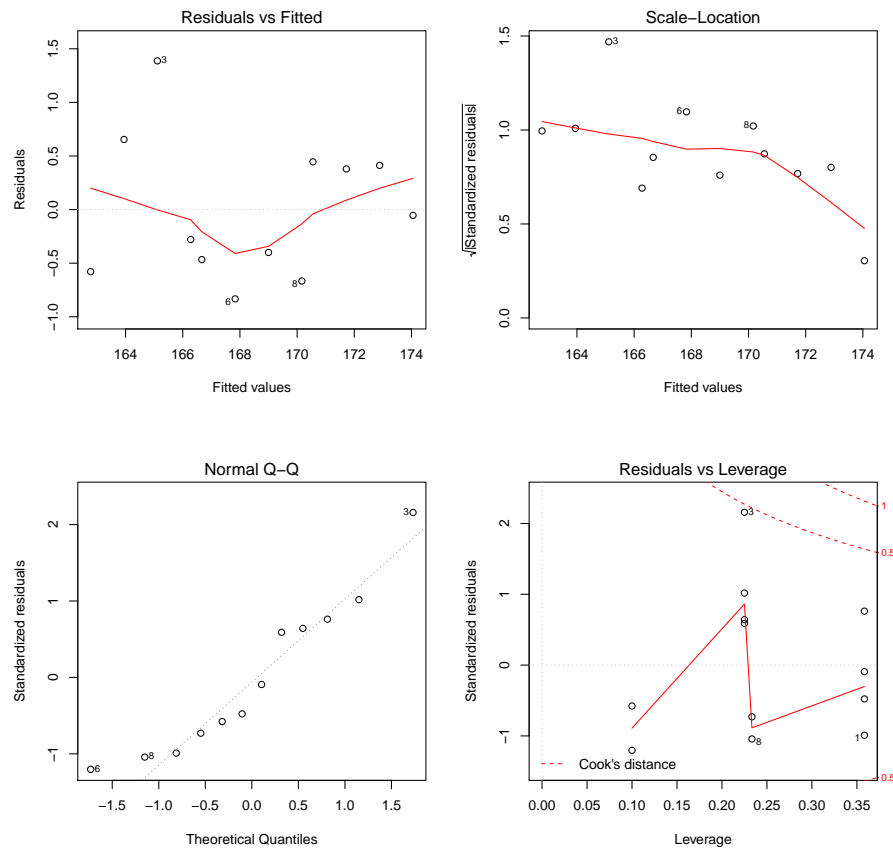 Residuals vs Fitted
1.5
1.0
0.5
0.0
−0.5
−1.0
Residuals
3
6
8
164 166 168 170 172 174
Fitted values
Scale−Location
1.5
1.0
0.5
0.0
√|Standardized residuals|
3
6
8
164 166 168 170 172 174
Fitted values
Normal Q−Q
2
1
0
−1
Standardized residuals
3
8
6
−1.5 −1.0 −0.5 0.0 0.5 1.0 1.5
Theoretical Quantiles
Residuals vs Leverage
2
1
0
−1
Standardized residuals
3
8
1
1
0.5
0.5
Cook's distance
0.00 0.05 0.10 0.15 0.20 0.25 0.30 0.35
Leverage